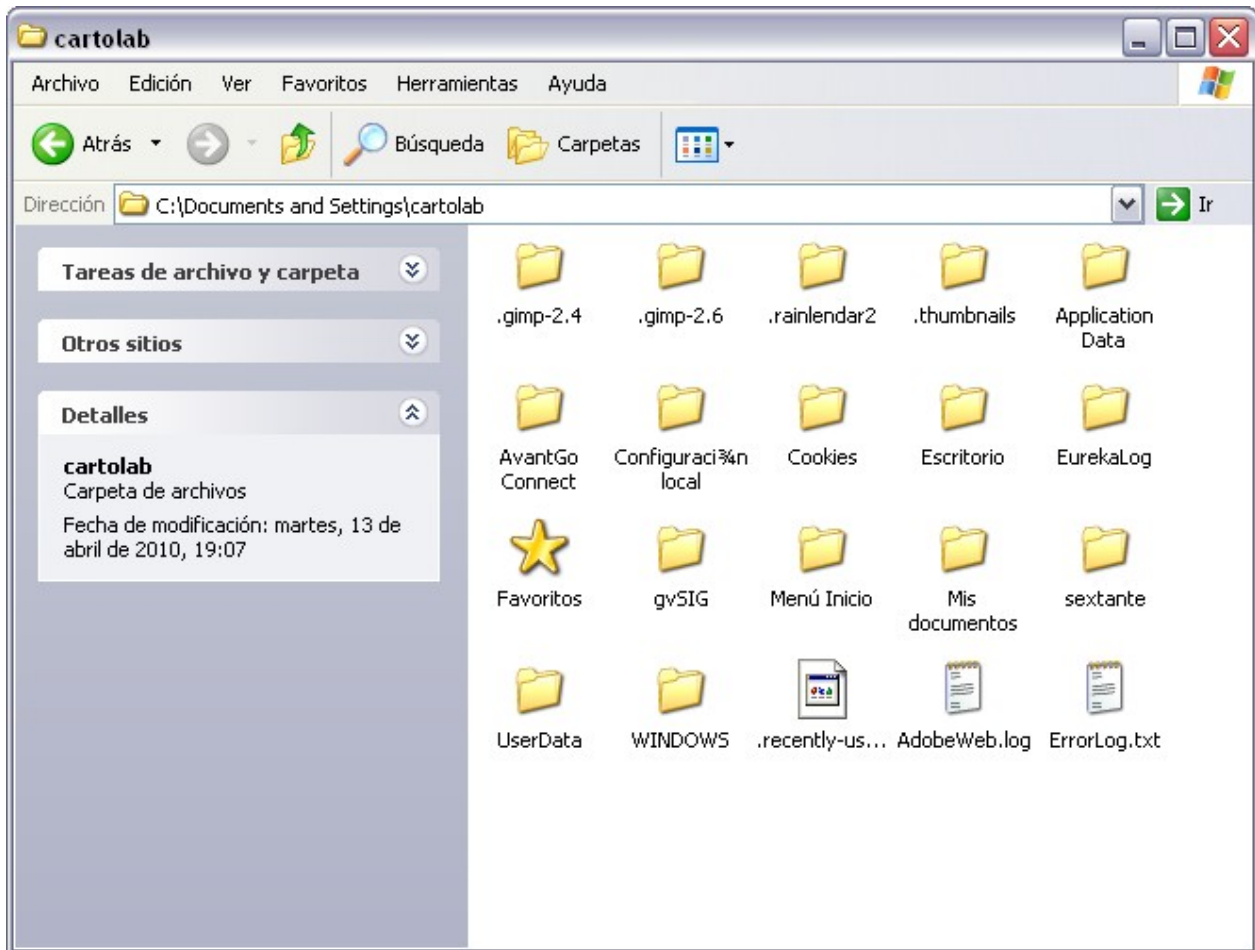 cartolab
Archivo Edición Ver Favoritos Herramientas Ayuda
Atrás Búsqueda Carpetas
Dirección C:\Documents and Settings\cartolab Ir
Tareas de archivo y carpeta
Otros sitios
Detalles
cartolab
Carpeta de archivos
Fecha de modificación: martes, 13 de
abril de 2010, 19:07
.gimp-2.4 .gimp-2.6 .rainlendar2 .thumbnails Application
Data
AvantGo Configuraci¾n Cookies Escritorio EurekaLog
Connect local
Favoritos gvSIG Menú Inicio Mis sextante
documentos
UserData WINDOWS .recently-us... AdobeWeb.log ErrorLog.txt